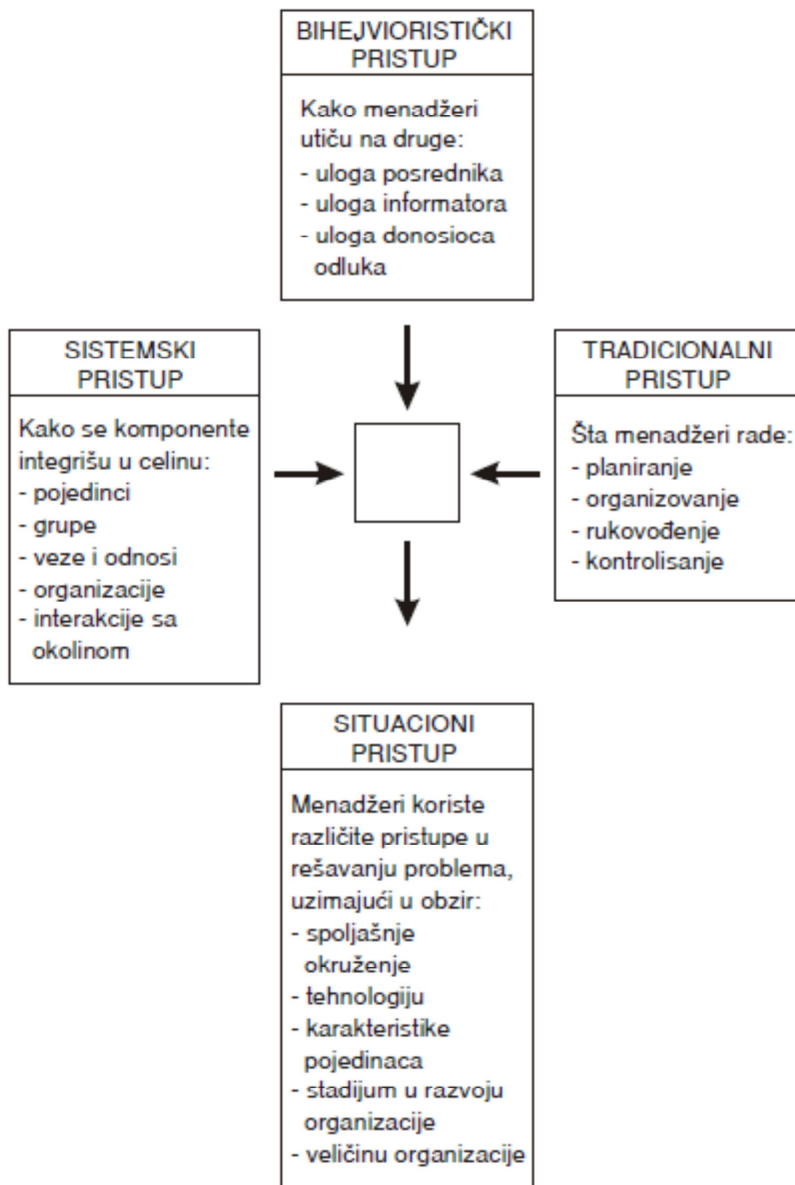 BIHEJVIORISTIČKI
PRISTUP
Kako menadžeri
utiču na druge:
- uloga posrednika
- uloga informatora
- uloga donosioca
odluka
SISTEMSKI
PRISTUP
Kako se komponente
integrišu u celinu:
- pojedinci
- grupe
- veze i odnosi
- organizacije
- interakcije sa
okolinom
TRADICIONALNI
PRISTUP
Šta menadžeri rade:
- planiranje
- organizovanje
- rukovođenje
- kontrolisanje
SITUACIONI
PRISTUP
Menadžeri koriste
različite pristupe u
rešavanju problema,
uzimajući u obzir:
- spoljašnje
okruženje
- tehnologiju
- karakteristike
pojedinaca
- stadijum u razvoju
organizacije
- veličinu organizacije